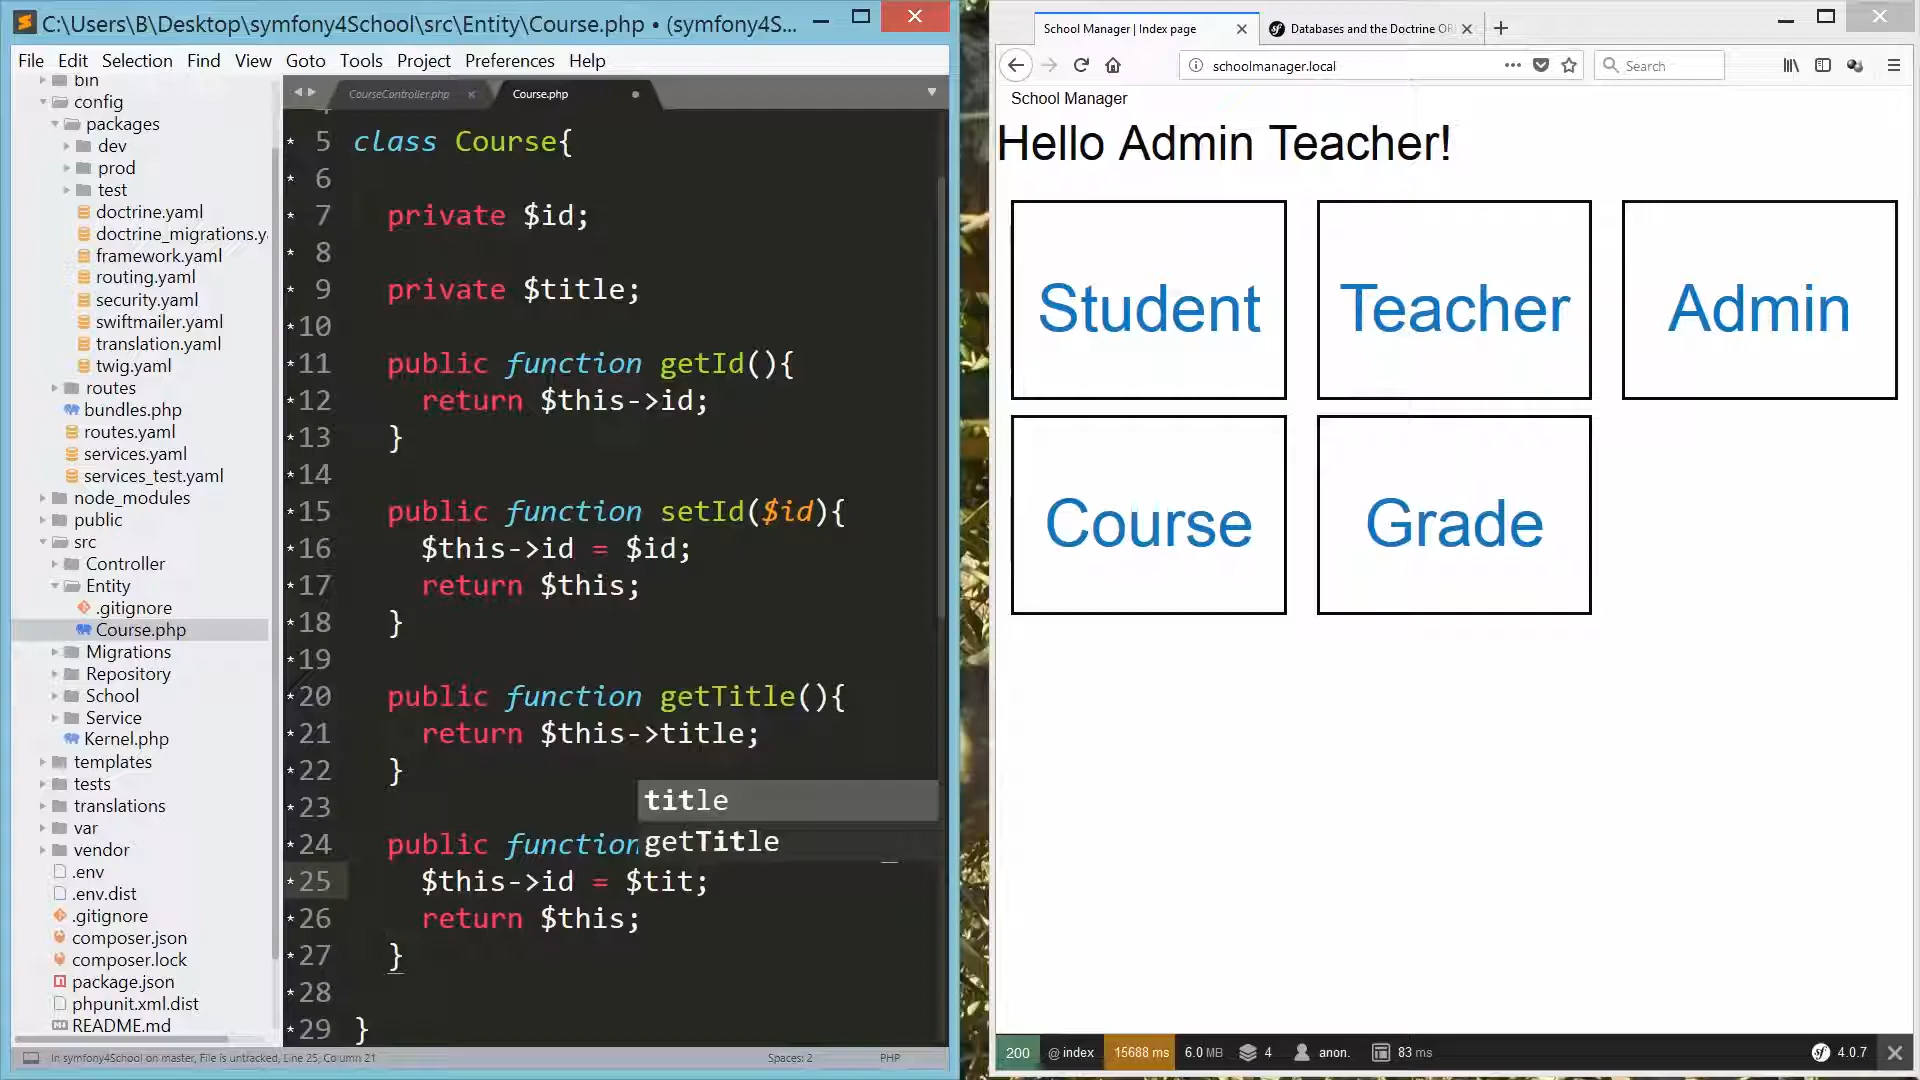 C:\Users\B\Desktop\symfony4School\src\Entity\Course.php • (symfony4S...
File Edit Selection Find View Goto Tools Project Preferences Help
bin
config
packages
dev
prod
test
doctrine.yaml
doctrine_migrations.y
framework.yaml
routing.yaml
security.yaml
swiftmailer.yaml
translation.yaml
twig.yaml
routes
bundles.php
routes.yaml
services.yaml
services_test.yaml
node_modules
public
src
Controller
Entity
.gitignore
Course.php
Migrations
Repository
School
Service
Kernel.php
templates
tests
translations
var
vendor
.env
.env.dist
.gitignore
composer.json
composer.lock
package.json
phpunit.xml.dist
README.md
CourseController.php Course.php
5 class Course{
6
7 private $id;
8
9 private $title;
10
11 public function getId(){
12 return $this->id;
13 }
14
15 public function setId($id){
16 $this->id = $id;
17 return $this;
18 }
19
20 public function getTitle(){
21 return $this->title;
22 }
23
title
24 public function
getTitle
25 $this->id = $tit;
26 return $this;
27 }
28
29 }
In symfony4School on master, File is untracked, Line 25, Column 21 Spaces: 2 PHP
School Manager | Index page Databases and the Doctrine OR
schoolmanager.local Search
School Manager
Hello Admin Teacher!
Student Teacher Admin
Course Grade
200 @ index 15688 ms 6.0 MB 4 anon. 83 ms 4.0.7